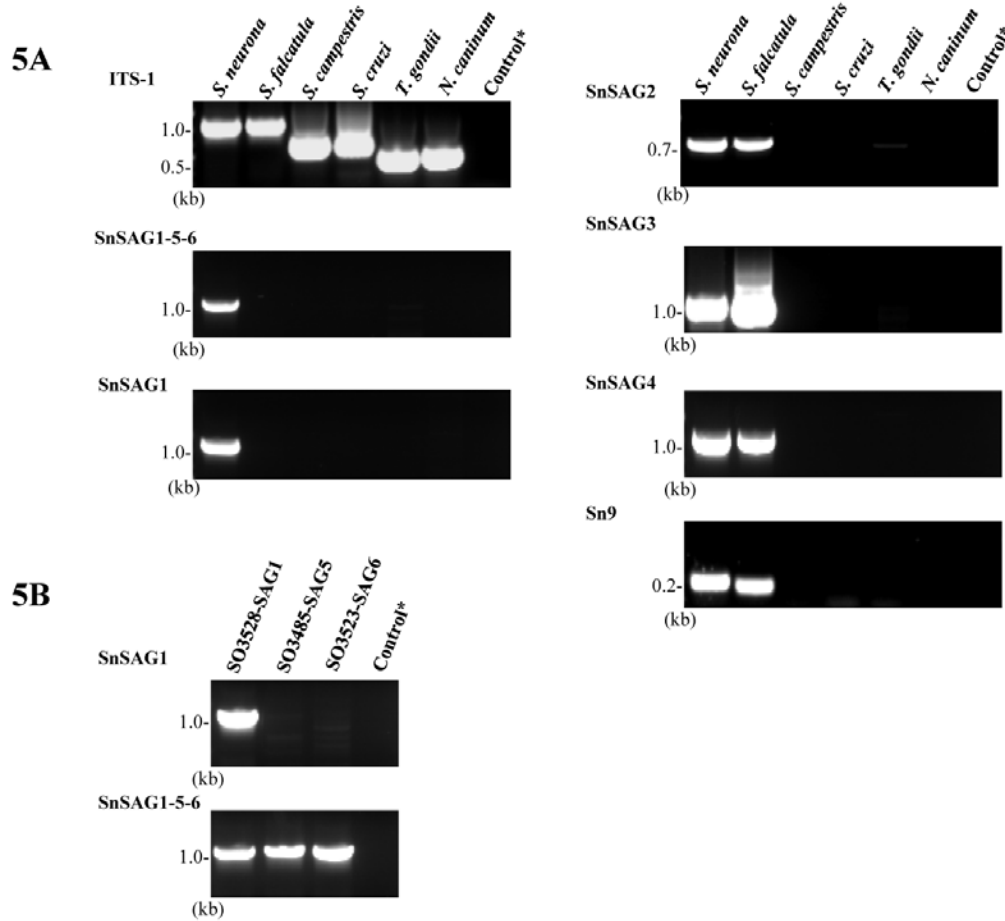 5A
ITS-1
S. neurona
S. falcatula
S. campestris
S. cruzi
T. gondii
N. caninum
Control*
1.0-
0.5-
(kb)
SnSAG1-5-6
1.0-
(kb)
SnSAG1
1.0-
(kb)
SnSAG2
S. neurona
S. falcatula
S. campestris
S. cruzi
T. gondii
N. caninum
Control*
0.7-
(kb)
SnSAG3
1.0-
(kb)
SnSAG4
1.0-
(kb)
Sn9
0.2-
(kb)
5B
SnSAG1
SO3528-SAG1
SO3485-SAG5
SO3523-SAG6
Control*
1.0-
(kb)
SnSAG1-5-6
1.0-
(kb)